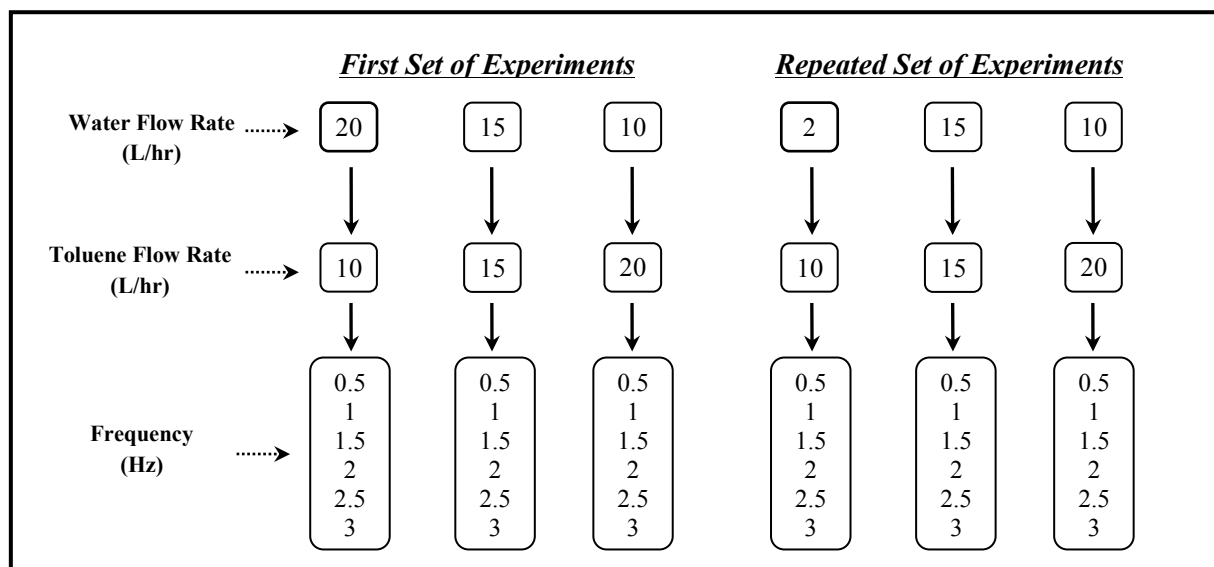 First Set of Experiments Repeated Set of Experiments
Water Flow Rate
(L/hr)
20 15 10 2 15 10
Toluene Flow Rate
(L/hr)
10 15 20 10 15 20
Frequency
(Hz)
0.5 0.5 0.5 0.5 0.5 0.5
1 1 1 1 1 1
1.5 1.5 1.5 1.5 1.5 1.5
2 2 2 2 2 2
2.5 2.5 2.5 2.5 2.5 2.5
3 3 3 3 3 3